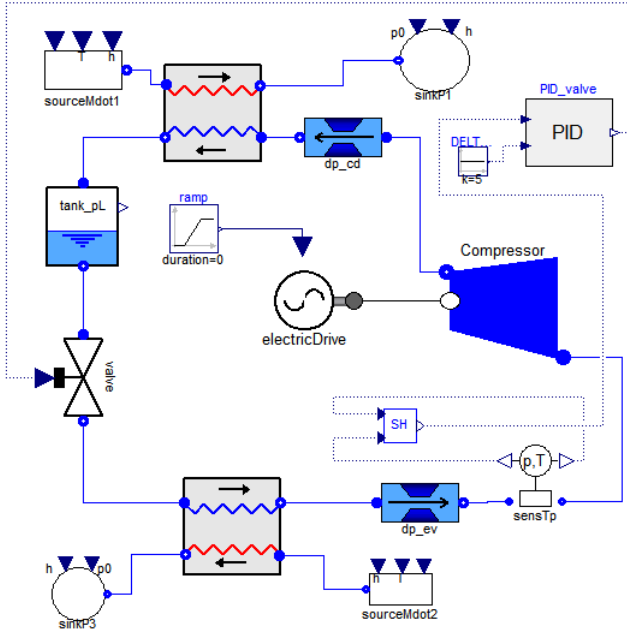 p0 h
T h
sourceMdot1
sinkP1
PID_valve
PID
DELT
k=5
dp_cd
tank_pL
ramp
duration=0
Compressor
electricDrive
valve
SH
p,T
sensTp
dp_ev
h p0
sinkP3
h T
sourceMdot2